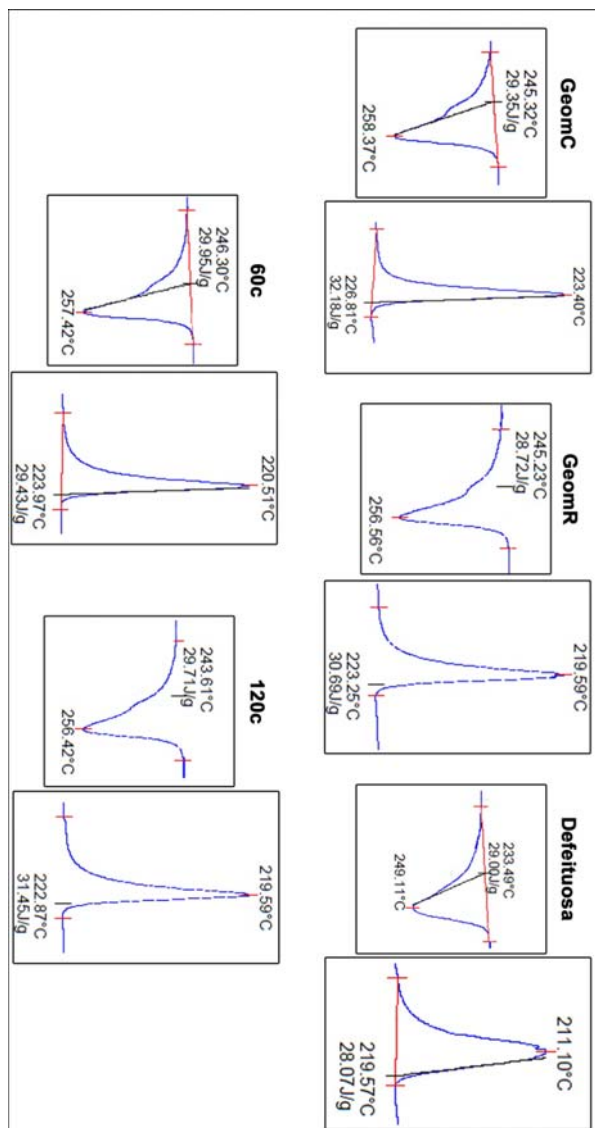 GeomC
245.32°C
29.35J/g
258.37°C
223.40°C
226.81°C
32.18J/g
GeomR
245.23°C
28.72J/g
256.56°C
219.59°C
223.25°C
30.69J/g
Defeituosa
233.49°C
29.00J/g
249.11°C
211.10°C
219.57°C
28.07J/g
60c
246.30°C
29.95J/g
257.42°C
220.51°C
223.97°C
29.43J/g
120c
243.61°C
29.71J/g
256.42°C
219.59°C
222.87°C
31.45J/g